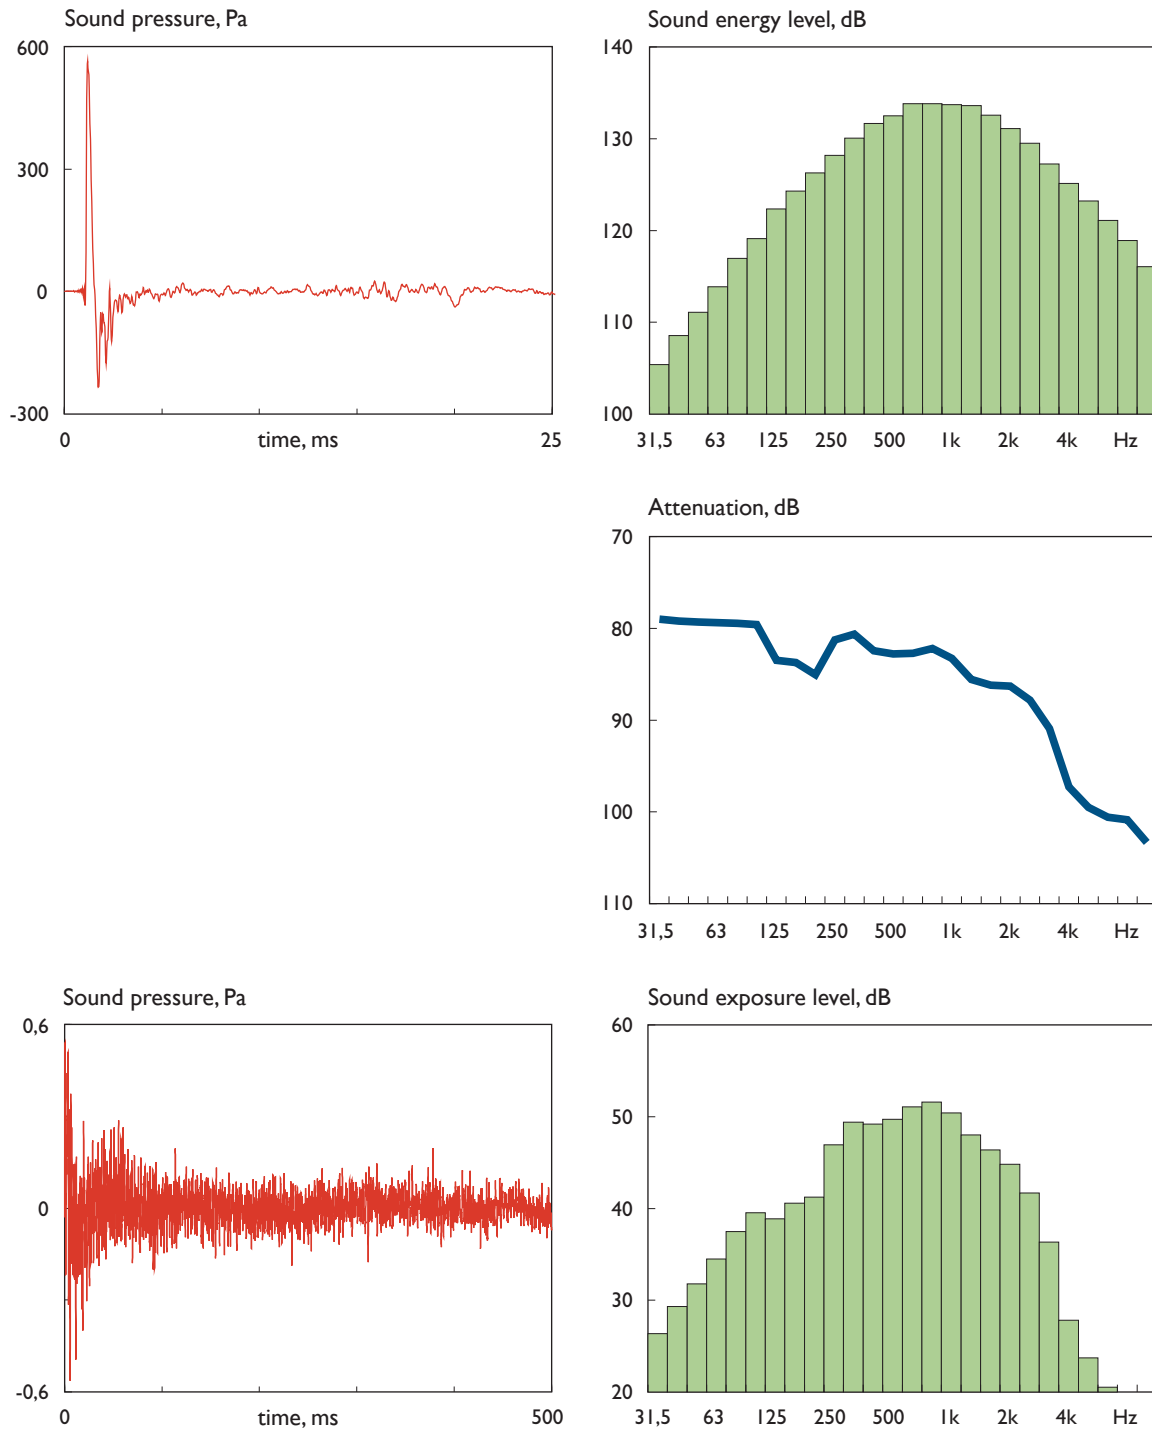 Sound pressure, Pa
600
300
0
-300
0 time, ms 25
Sound energy level, dB
140
130
120
110
100
31,5 63 125 250 500 1k 2k 4k Hz
Attenuation, dB
70
80
90
100
110
31,5 63 125 250 500 1k 2k 4k Hz
Sound pressure, Pa
0,6
0
-0,6
0 time, ms 500
Sound exposure level, dB
60
50
40
30
20
31,5 63 125 250 500 1k 2k 4k Hz